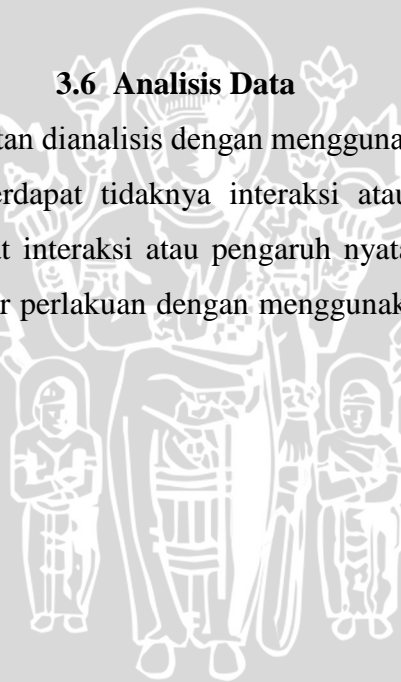 3.6 Analisis Data
tan dianalisis dengan mengguna
erdapat tidaknya interaksi atau
at interaksi atau pengaruh nyata
r perlakuan dengan menggunak